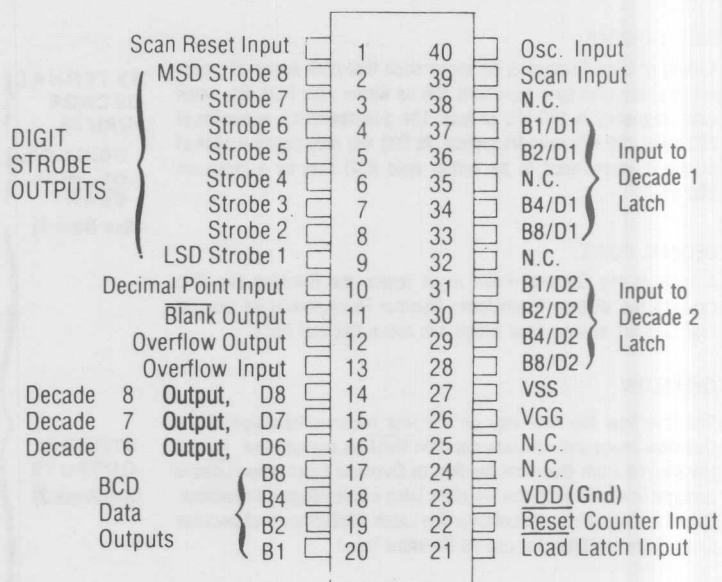 Scan Reset Input 1 40 Osc. Input
MSD Strobe 8 2 39 Scan Input
Strobe 7 3 38 N.C.
Strobe 6 4 37 B1/D1
Strobe 5 5 36 B2/D1
Strobe 4 6 35 N.C.
Strobe 3 7 34 B4/D1
Strobe 2 8 33 B8/D1
LSD Strobe 1 9 32 N.C.
DIGIT
STROBE
OUTPUTS
Input to
Decade 1
Latch
Decimal Point Input 10 31 B1/D2
Blank Output 11 30 B2/D2
Overflow Output 12 29 B4/D2
Overflow Input 13 28 B8/D2
Input to
Decade 2
Latch
Decade 8 Output, D8 14 27 VSS
Decade 7 Output, D7 15 26 VGG
Decade 6 Output, D6 16 25 N.C.
B8 17 24 N.C.
B4 18 23 VDD (Gnd)
B2 19 22 Reset Counter Input
B1 20 21 Load Latch Input
BCD
Data
Outputs